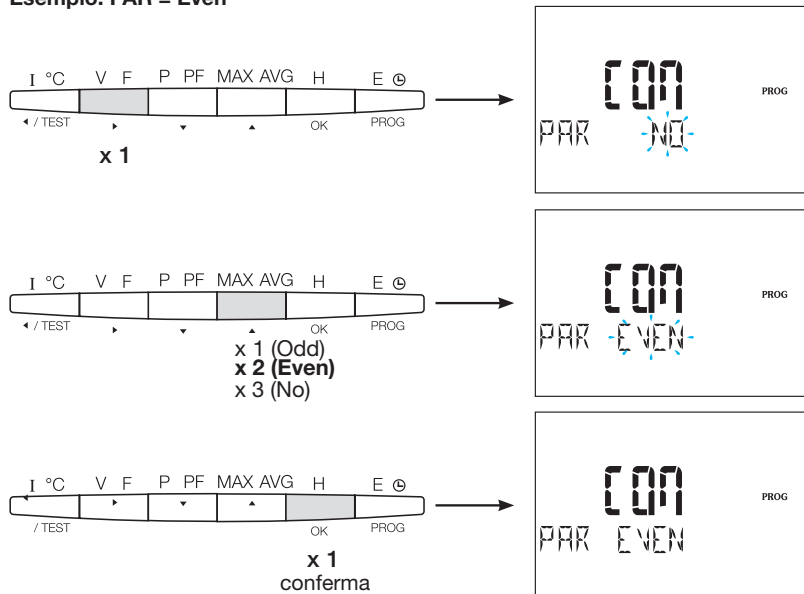 Esempio: PAR = Even
I °C V F P PF MAX AVG H E
/ TEST OK PROG
x 1
COM
PROG
PAR NO
I °C V F P PF MAX AVG H E
/ TEST OK PROG
x 1 (Odd)
x 2 (Even)
x 3 (No)
COM
PROG
PAR EVEN
I °C V F P PF MAX AVG H E
/ TEST OK PROG
x 1
conferma
COM
PROG
PAR EVEN